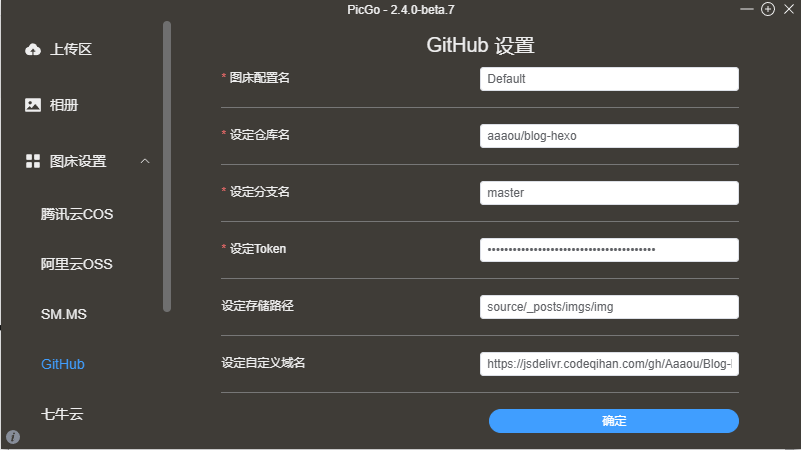 PicGo - 2.4.0-beta.7
上传区
相册
图床设置
腾讯云COS
阿里云OSS
SM.MS
GitHub
七牛云
GitHub 设置
* 图床配置名
Default
* 设定仓库名
aaaou/blog-hexo
* 设定分支名
master
* 设定Token
设定存储路径
source/_posts/imgs/img
设定自定义域名
https://jsdelivr.codeqihan.com/gh/Aaaou/Blog-
确定